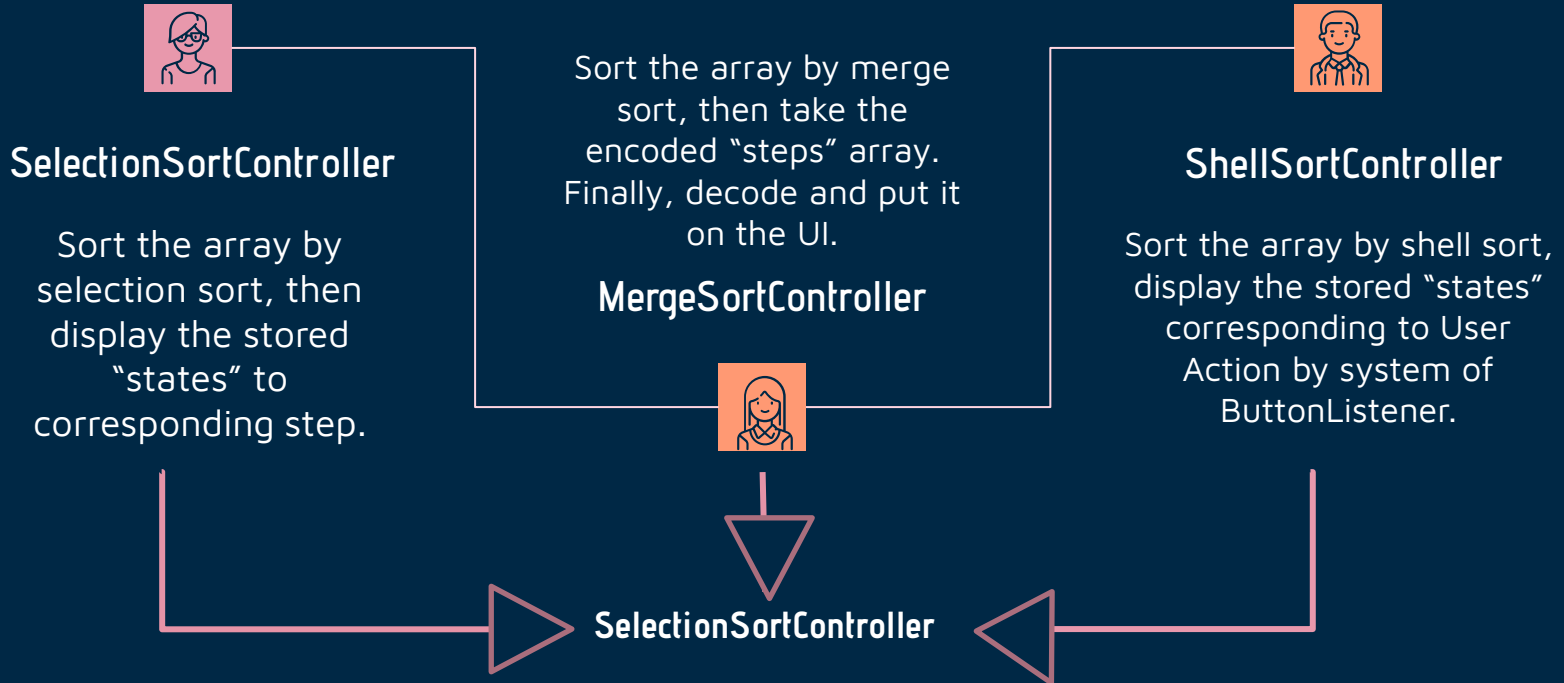 SelectionSortController
Sort the array by
selection sort, then
display the stored
“states” to
corresponding step.
Sort the array by merge
sort, then take the
encoded “steps” array.
Finally, decode and put it
on the UI.
MergeSortController
ShellSortController
Sort the array by shell sort,
display the stored “states”
corresponding to User
Action by system of
ButtonListener.
SelectionSortController